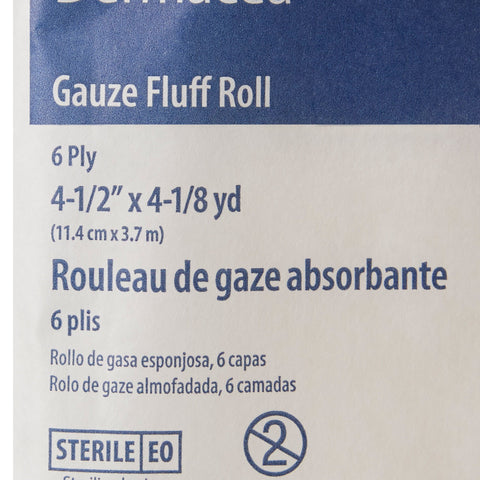 Gauze Fluff Roll
6 Ply
4-1/2” x 4-1/8 yd
(11.4 cm x 3.7 m)
Rouleau de gaze absorbante
6 plis
Rollo de gasa esponjosa, 6 capas
Rolo de gaze almofadada, 6 camadas
STERILE EO
2